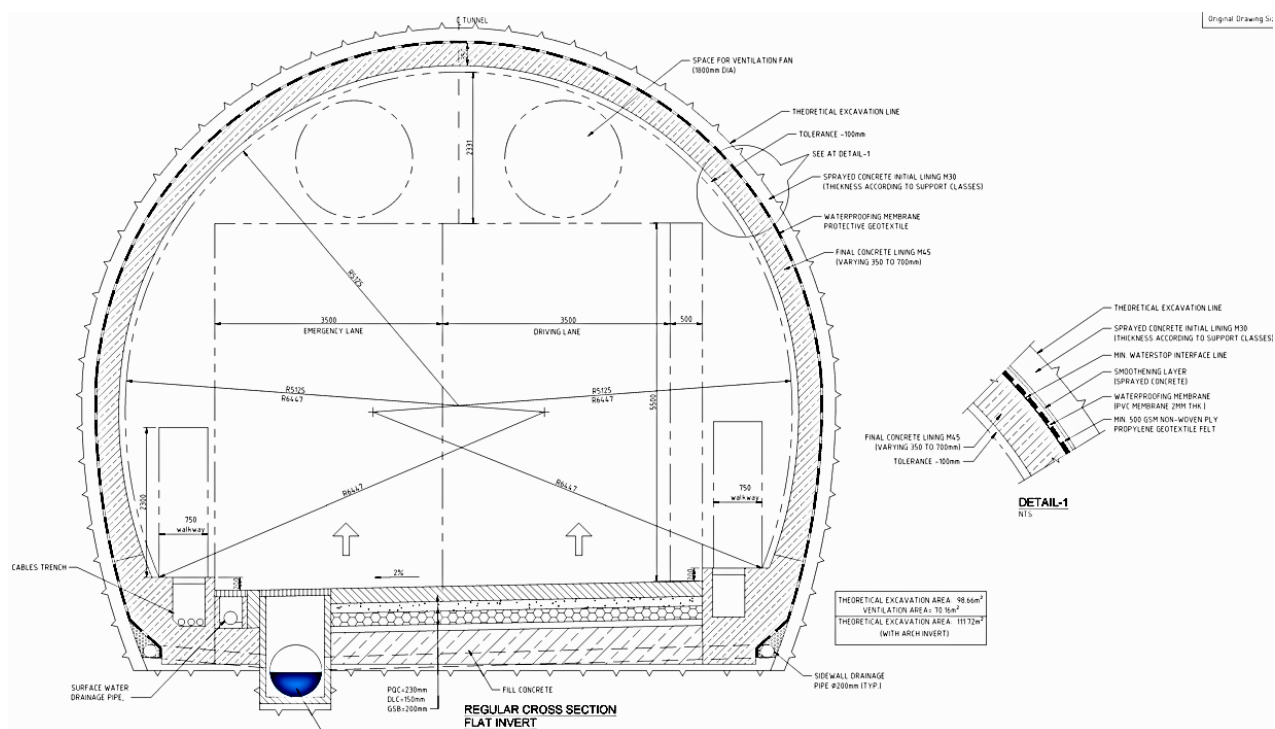 Original Drawing Siz
℄ TUNNEL
SPACE FOR VENTILATION FAN
(1800mm DIA)
THEORETICAL EXCAVATION LINE
TOLERANCE -100mm
SEE AT DETAIL-1
SPRAYED CONCRETE INITIAL LINING M30
(THICKNESS ACCORDING TO SUPPORT CLASSES)
WATERPROOFING MEMBRANE
PROTECTIVE GEOTEXTILE
FINAL CONCRETE LINING M45
(VARYING 350 TO 700mm)
2331
R5125
3500
EMERGENCY LANE
3500
DRIVING LANE
500
R5125
R6447
R5125
R6447
5500
2300
R6447
R6447
750
walkway
750
walkway
CABLES TRENCH
2%
THEORETICAL EXCAVATION LINE
SPRAYED CONCRETE INITIAL LINING M30
(THICKNESS ACCORDING TO SUPPORT CLASSES)
MIN. WATERSTOP INTERFACE LINE
SMOOTHENING LAYER
(SPRAYED CONCRETE)
WATERPROOFING MEMBRANE
(PVC MEMBRANE 2MM THK )
MIN. 500 GSM NON-WOVEN PLY
PROPYLENE GEOTEXTILE FELT
FINAL CONCRETE LINING M45
(VARYING 350 TO 700mm)
TOLERANCE -100mm
DETAIL-1
NTS
THEORETICAL EXCAVATION AREA 98.66m²
VENTILATION AREA= 70.16m²
THEORETICAL EXCAVATION AREA 111.72m²
(WITH ARCH INVERT)
SURFACE WATER
DRAINAGE PIPE,
PQC=230mm
DLC=150mm
GSB=200mm
FILL CONCRETE
SIDEWALL DRAINAGE
PIPE Ø200mm (TYP.)
REGULAR CROSS SECTION
FLAT INVERT